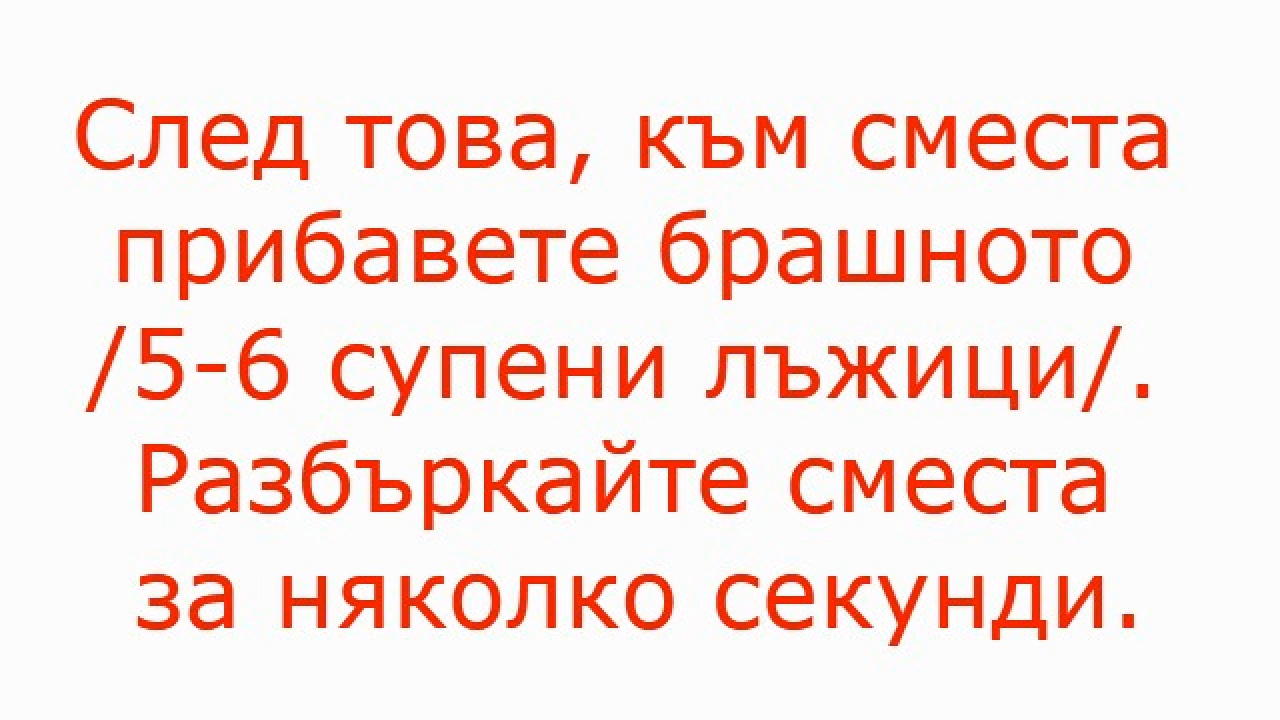 След това, към сместа
прибавете брашното
/5-6 супени лъжици/.
Разбъркайте сместа
за няколко секунди.